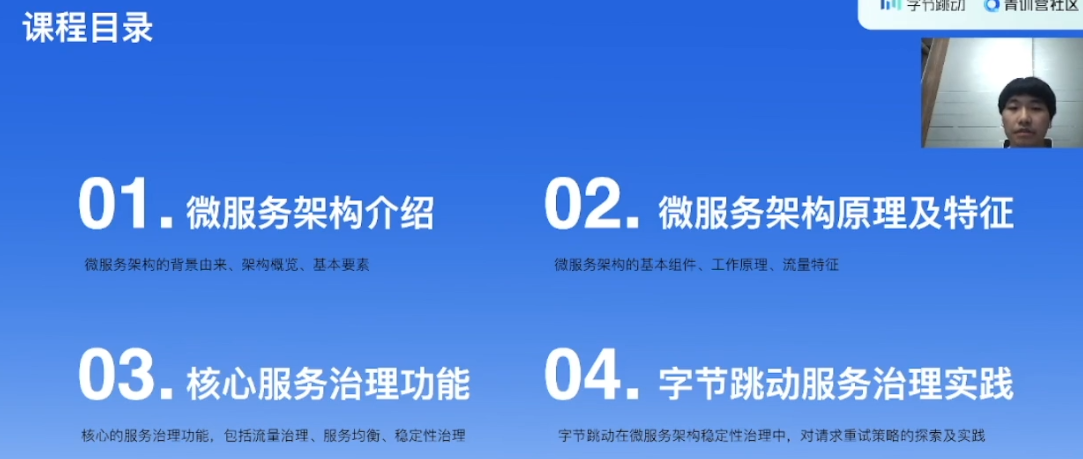 课程目录
字节跳动 青训营社区
01. 微服务架构介绍
微服务架构的背景由来、架构概览、基本要素
02. 微服务架构原理及特征
微服务架构的基本组件、工作原理、流量特征
03. 核心服务治理功能
核心的服务治理功能，包括流量治理、服务均衡、稳定性治理
04. 字节跳动服务治理实践
字节跳动在微服务架构稳定性治理中，对请求重试策略的探索及实践